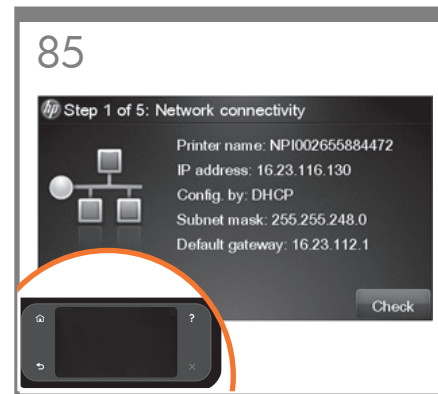 85
hp Step 1 of 5: Network connectivity
Printer name: NPI002655884472
IP address: 16.23.116.130
Config. by: DHCP
Subnet mask: 255.255.248.0
Default gateway: 16.23.112.1
Check
?